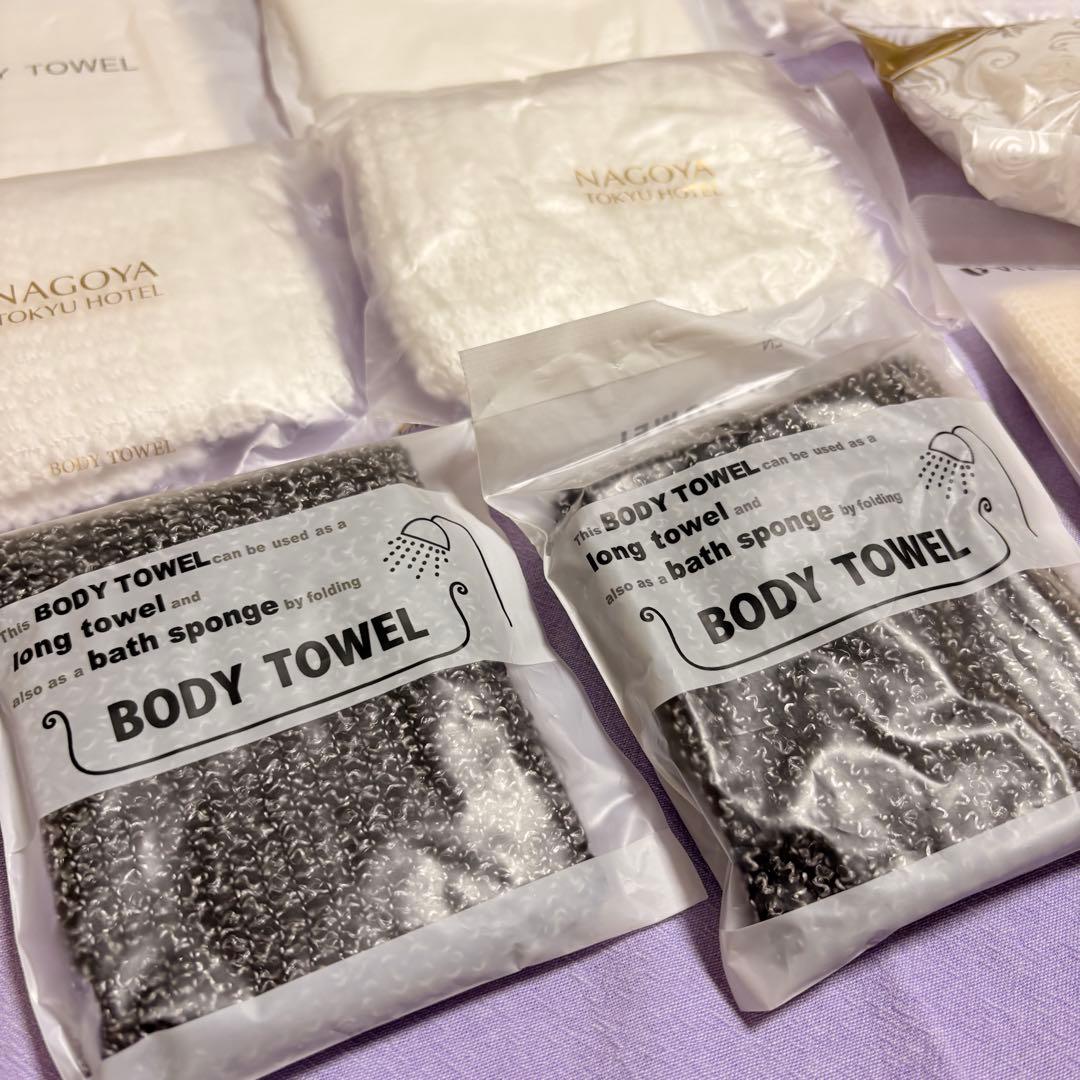 TOWEL
NAGOYA
TOKYU HOTEL
NAGOYA
TOKYU HOTEL
BODY TOWEL
This BODY TOWEL can be used as a
long towel and
also as a bath sponge by folding
BODY TOWEL
This BODY TOWEL can be used as a
long towel and
also as a bath sponge by folding
BODY TOWEL